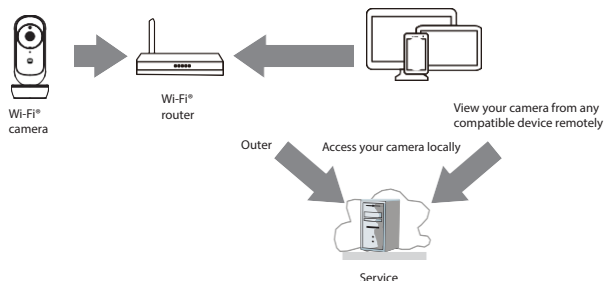 Wi-Fi®
camera
Wi-Fi®
router
View your camera from any
compatible device remotely
Outer
Access your camera locally
Service